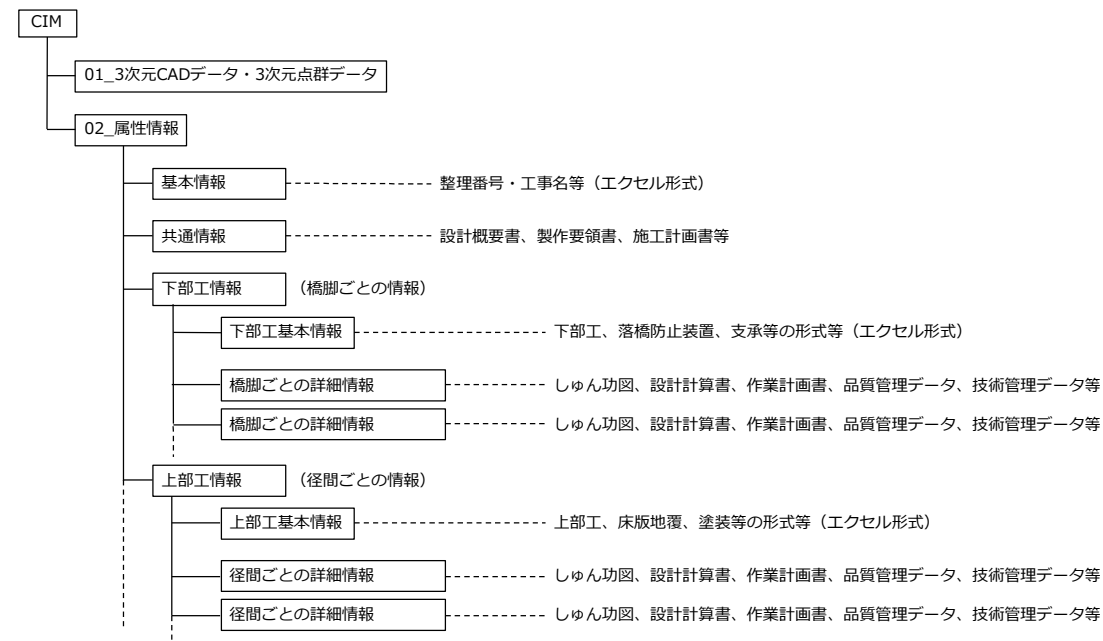 CIM
01_3次元CADデータ・3次元点群データ
02_属性情報
基本情報 整理番号・工事名等（エクセル形式）
共通情報 設計概要書、製作要領書、施工計画書等
下部工情報 （橋脚ごとの情報）
下部工基本情報 下部工、落橋防止装置、支承等の形式等（エクセル形式）
橋脚ごとの詳細情報 しゅん功図、設計計算書、作業計画書、品質管理データ、技術管理データ等
橋脚ごとの詳細情報 しゅん功図、設計計算書、作業計画書、品質管理データ、技術管理データ等
上部工情報 （径間ごとの情報）
上部工基本情報 上部工、床版地覆、塗装等の形式等（エクセル形式）
径間ごとの詳細情報 しゅん功図、設計計算書、作業計画書、品質管理データ、技術管理データ等
径間ごとの詳細情報 しゅん功図、設計計算書、作業計画書、品質管理データ、技術管理データ等